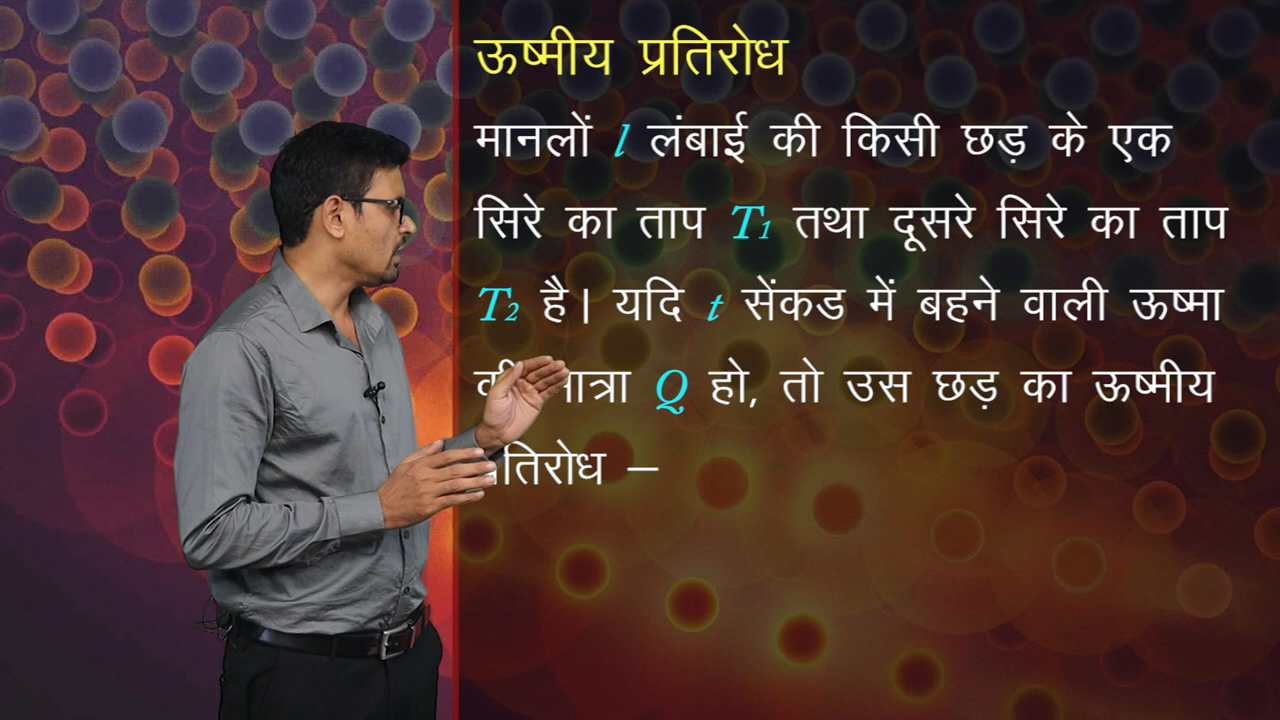 ऊष्मीय प्रतिरोध
मानलों l लंबाई की किसी छड़ के एक
सिरे का ताप T₁ तथा दूसरे सिरे का ताप
T₂ है। यदि t सेंकड में बहने वाली ऊष्मा
Q हो, तो उस छड़ का ऊष्मीय
–